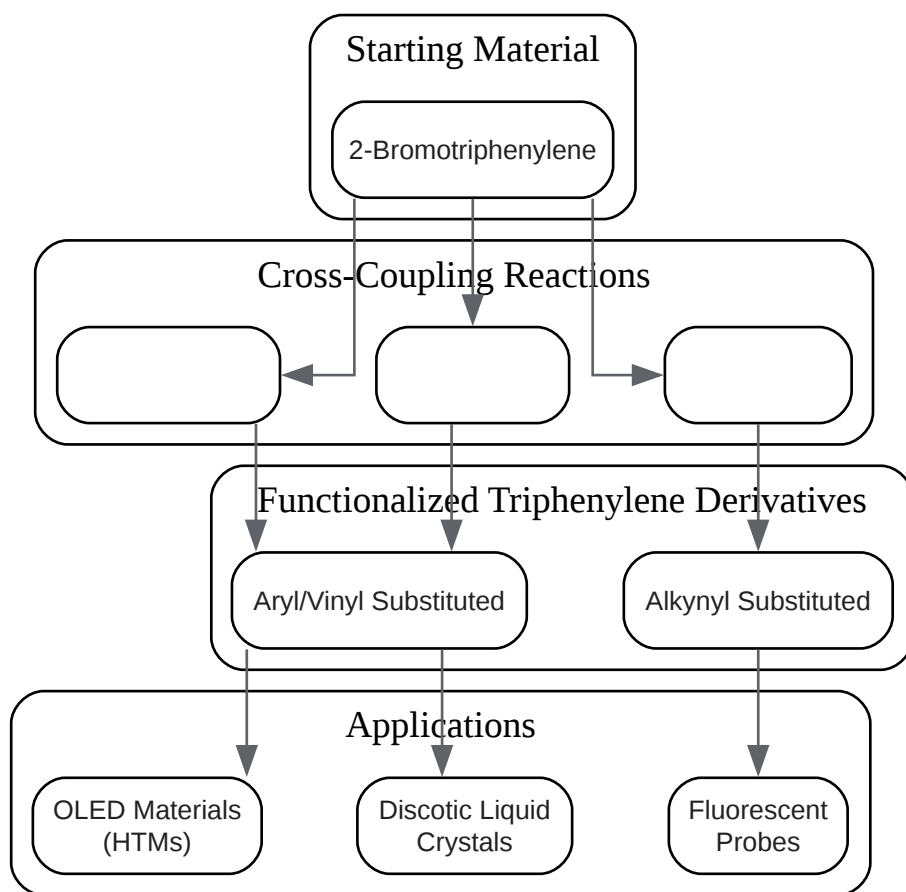 Starting Material
2-Bromotriphenylene
Cross-Coupling Reactions
Functionalized Triphenylene Derivatives
Aryl/Vinyl Substituted
Alkynyl Substituted
Applications
OLED Materials
(HTMs)
Discotic Liquid
Crystals
Fluorescent
Probes